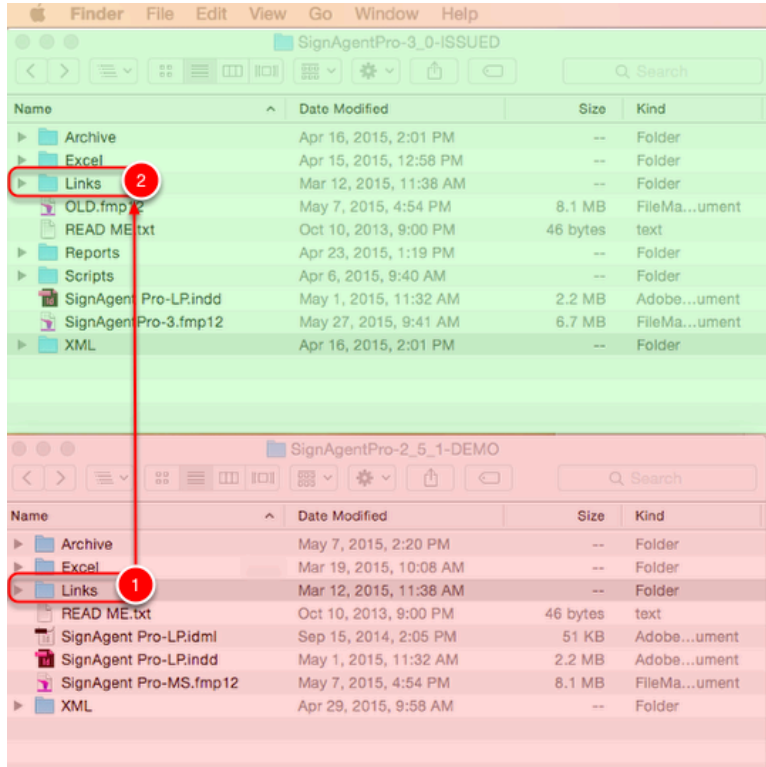 Finder File Edit View Go Window Help
SignAgentPro-3_0-ISSUED
Search
Name Date Modified Size Kind
Archive Apr 16, 2015, 2:01 PM -- Folder
Excel Apr 15, 2015, 12:58 PM -- Folder
Links 2 Mar 12, 2015, 11:38 AM -- Folder
OLD.fmp12 May 7, 2015, 4:54 PM 8.1 MB FileMa...ument
READ ME.txt Oct 10, 2013, 9:00 PM 46 bytes text
Reports Apr 23, 2015, 1:19 PM -- Folder
Scripts Apr 6, 2015, 9:40 AM -- Folder
SignAgent Pro-LP.indd May 1, 2015, 11:32 AM 2.2 MB Adobe...ument
SignAgentPro-3.fmp12 May 27, 2015, 9:41 AM 6.7 MB FileMa...ument
XML Apr 16, 2015, 2:01 PM -- Folder
SignAgentPro-2_5_1-DEMO
Search
Name Date Modified Size Kind
Archive May 7, 2015, 2:20 PM -- Folder
Excel Mar 19, 2015, 10:08 AM -- Folder
Links 1 Mar 12, 2015, 11:38 AM -- Folder
READ ME.txt Oct 10, 2013, 9:00 PM 46 bytes text
SignAgent Pro-LP.idml Sep 15, 2014, 2:05 PM 51 KB Adobe...ument
SignAgent Pro-LP.indd May 1, 2015, 11:32 AM 2.2 MB Adobe...ument
SignAgent Pro-MS.fmp12 May 7, 2015, 4:54 PM 8.1 MB FileMa...ument
XML Apr 29, 2015, 9:58 AM -- Folder